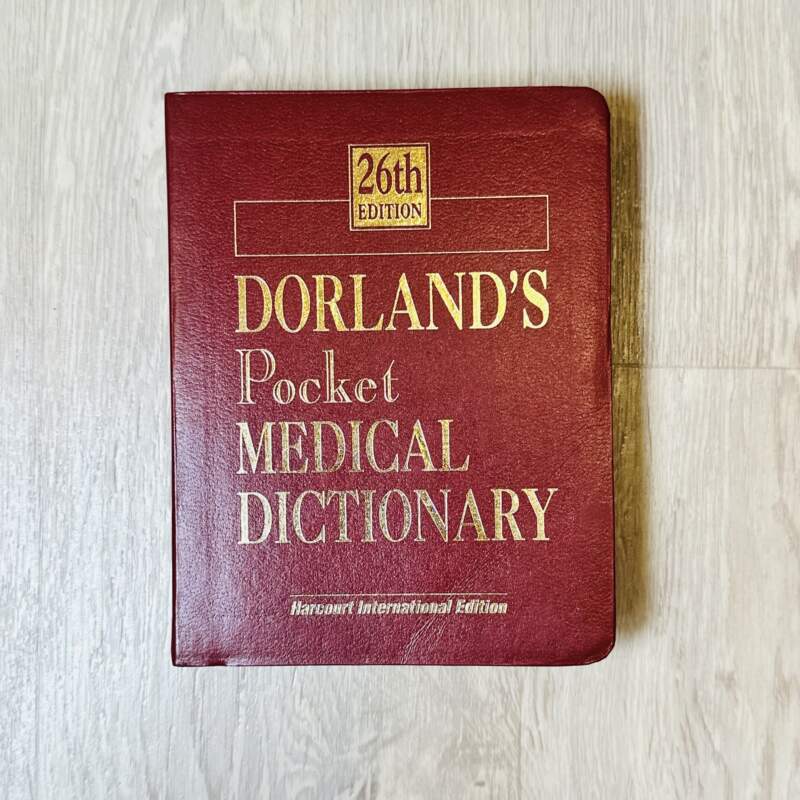 26th
EDITION
DORLAND'S
Pocket
MEDICAL
DICTIONARY
Harcourt International Edition